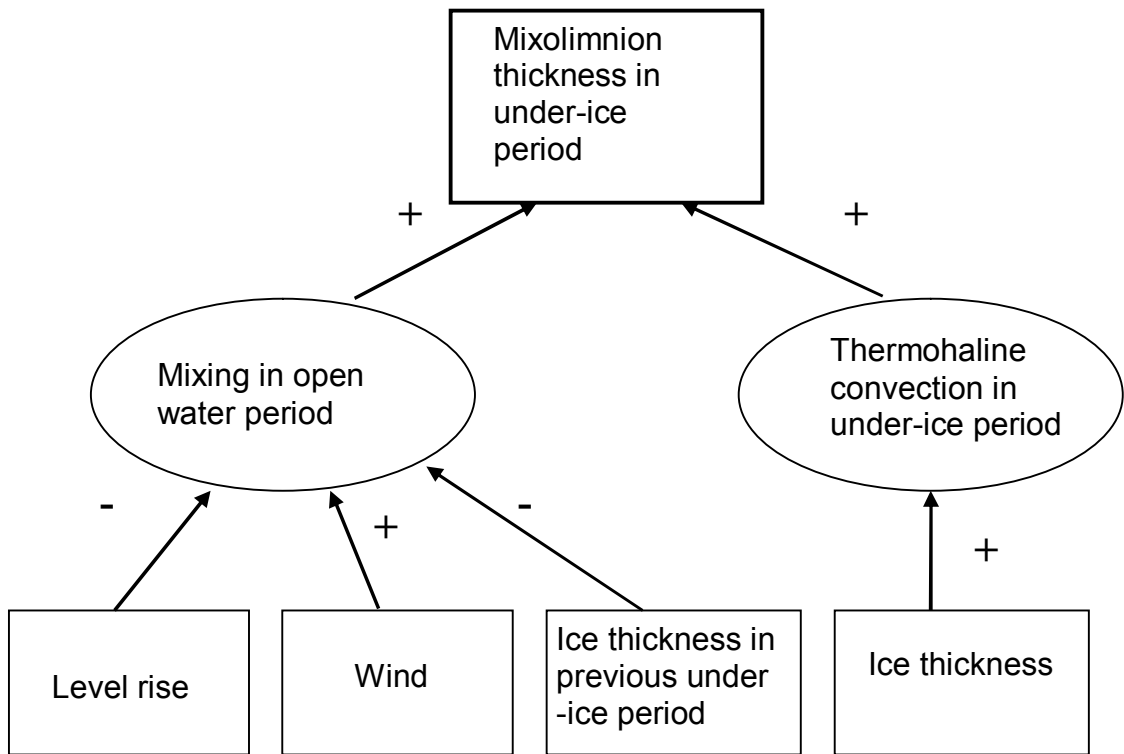 Mixolimnion
thickness in
under-ice
period
+
+
Mixing in open
water period
Thermohaline
convection in
under-ice period
-
+
-
+
Level rise
Wind
Ice thickness in
previous under
-ice period
Ice thickness